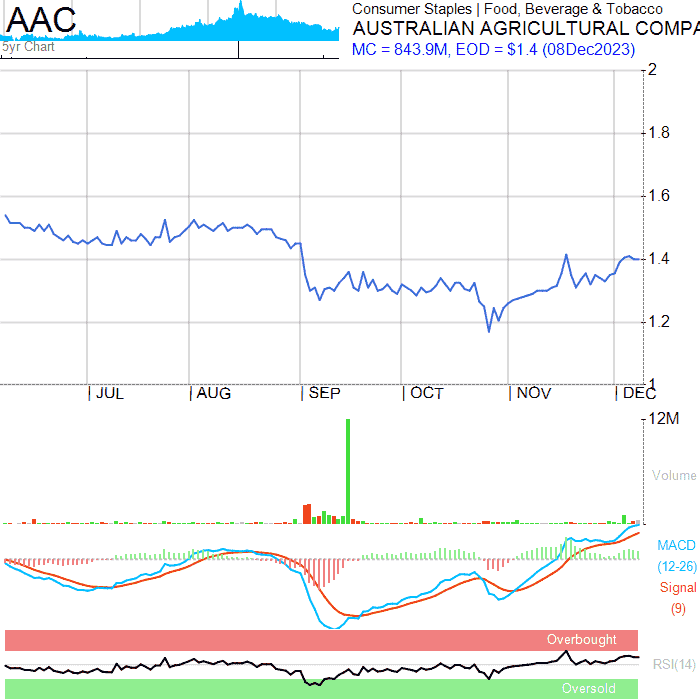 AAC
5yr Chart
Consumer Staples | Food, Beverage & Tobacco
AUSTRALIAN AGRICULTURAL COMPA
MC = 843.9M, EOD = $1.4 (08Dec2023)
2
1.8
1.6
1.4
1.2
1
JUL
AUG
SEP
OCT
NOV
DEC
12M
Volume
MACD
(12-26)
Signal
(9)
Overbought
RSI(14)
Oversold